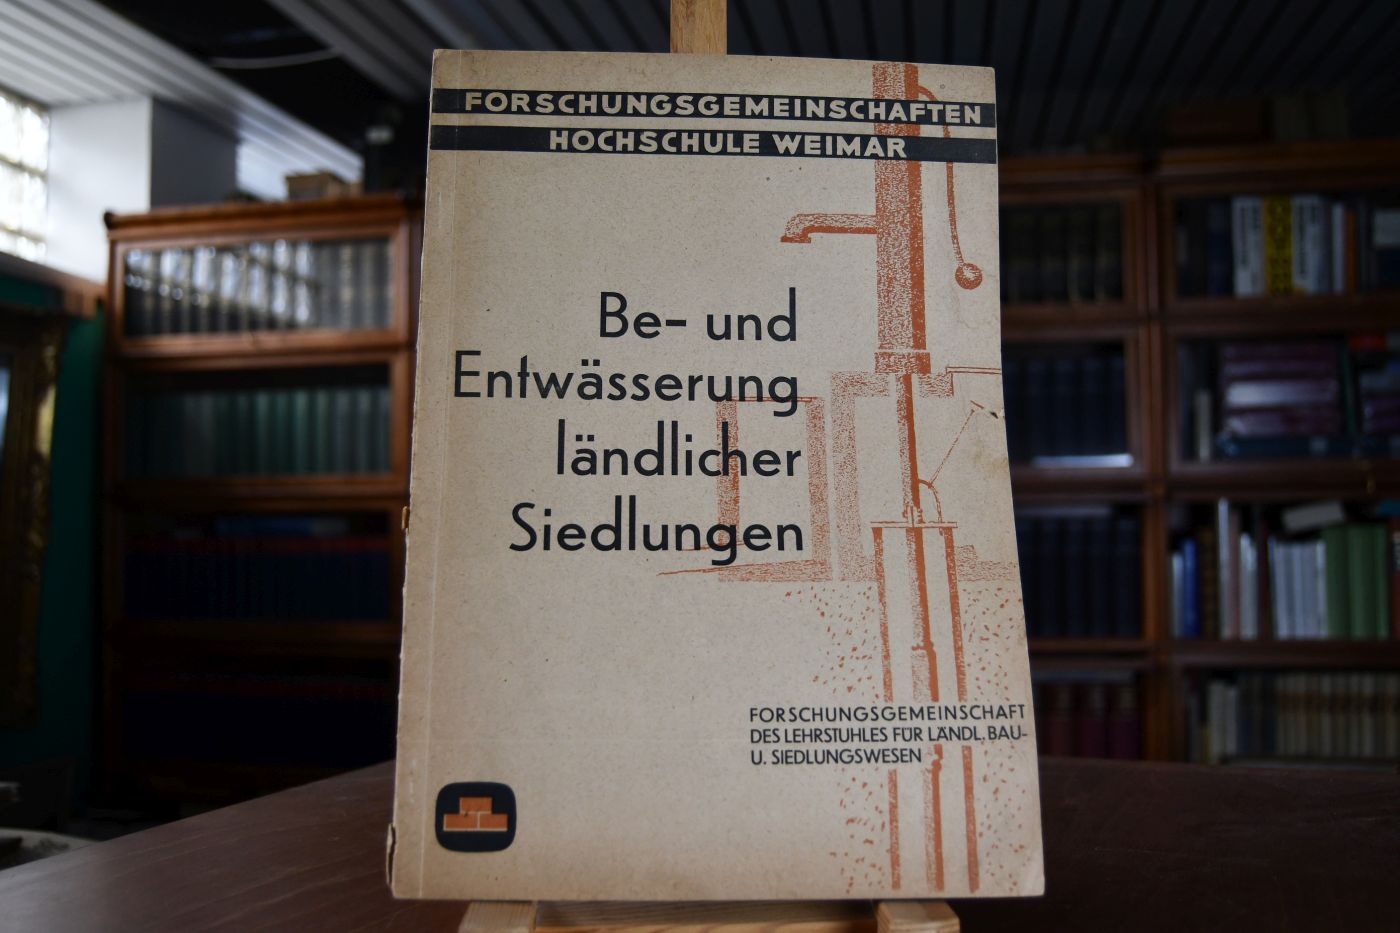 FORSCHUNGSGEMEINSCHAFTEN
HOCHSCHULE WEIMAR
Be- und
Entwässerung
ländlicher
Siedlungen
FORSCHUNGSGEMEINSCHAFT
DES LEHRSTUHLES FÜR LÄNDL. BAU-
U. SIEDLUNGSWESEN